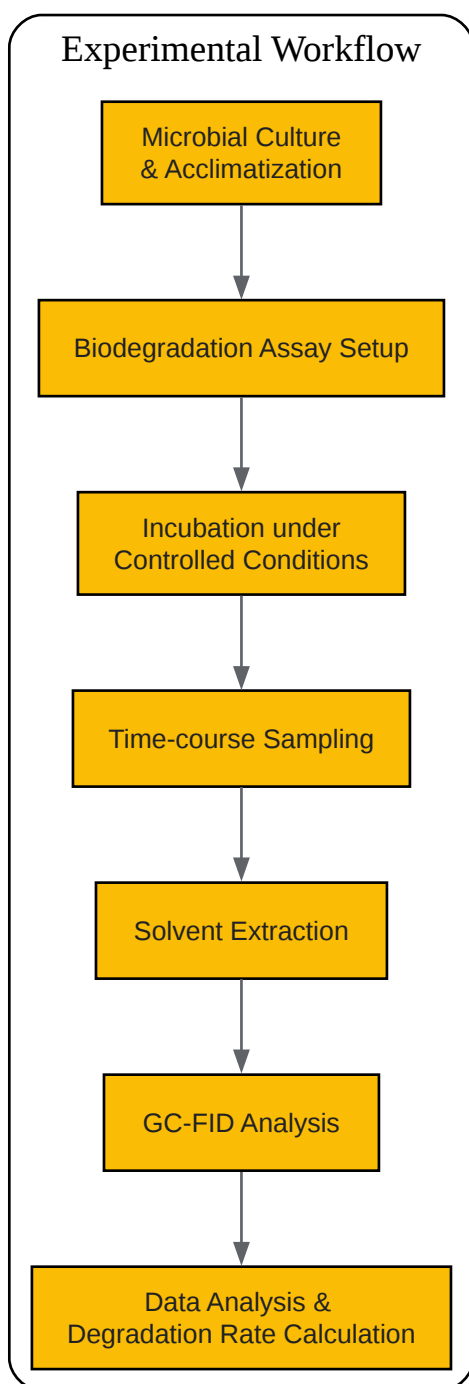 Experimental Workflow
Microbial Culture
& Acclimatization
Biodegradation Assay Setup
Incubation under
Controlled Conditions
Time-course Sampling
Solvent Extraction
GC-FID Analysis
Data Analysis &
Degradation Rate Calculation